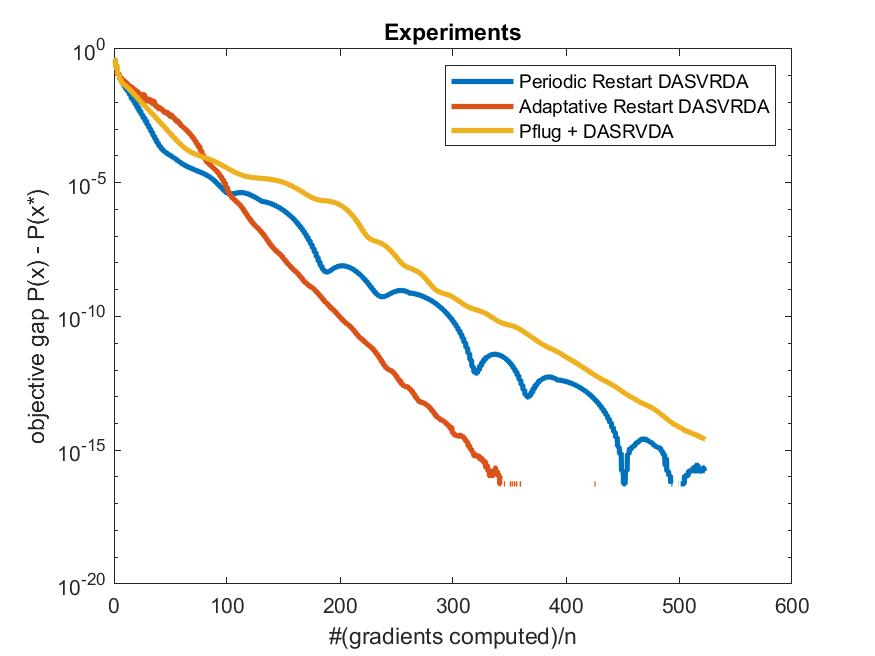 Experiments
Periodic Restart DASVRDA
Adaptative Restart DASVRDA
Pflug + DASRVDA
objective gap P(x) - P(x*)
10^0
10^-5
10^-10
10^-15
10^-20
0 100 200 300 400 500 600
#(gradients computed)/n